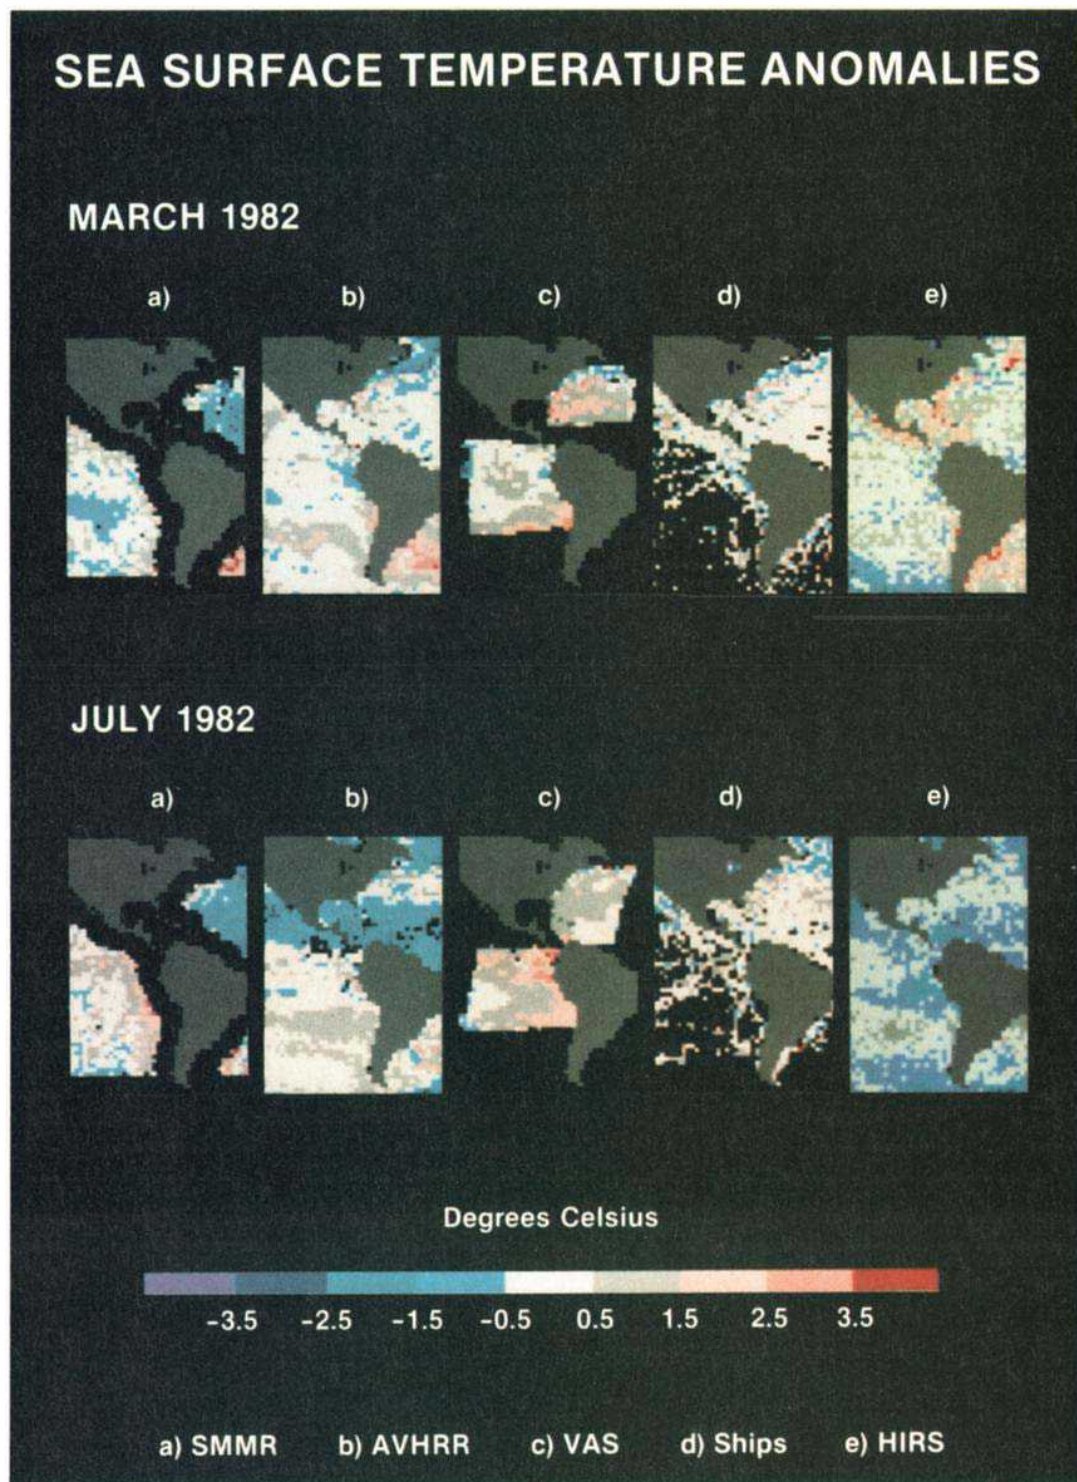 SEA SURFACE TEMPERATURE ANOMALIES
MARCH 1982
a) b) c) d) e)
JULY 1982
a) b) c) d) e)
Degrees Celsius
-3.5 -2.5 -1.5 -0.5 0.5 1.5 2.5 3.5
a) SMMR b) AVHRR c) VAS d) Ships e) HIRS